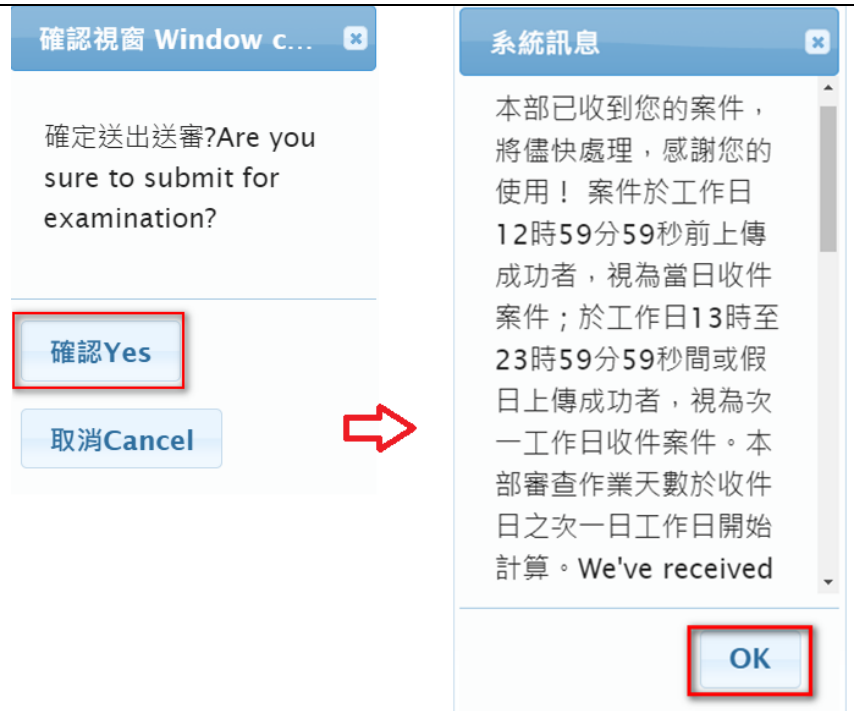 確認視窗 Window c...
確定送出送審?Are you
sure to submit for
examination?
確認Yes
取消Cancel
系統訊息
本部已收到您的案件，
將儘快處理，感謝您的
使用！ 案件於工作日
12時59分59秒前上傳
成功者，視為當日收件
案件；於工作日13時至
23時59分59秒間或假
日上傳成功者，視為次
一工作日收件案件。本
部審查作業天數於收件
日之次一日工作日開始
計算。We've received
OK